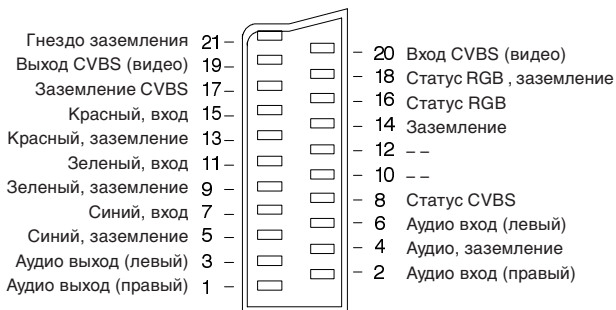 Гнездо заземления 21 –
Выход CVBS (видео) 19 –
Заземление CVBS 17 –
Красный, вход 15 –
Красный, заземление 13 –
Зеленый, вход 11 –
Зеленый, заземление 9 –
Синий, вход 7 –
Синий, заземление 5 –
Аудио выход (левый) 3 –
Аудио выход (правый) 1 –
– 20 Вход CVBS (видео)
– 18 Статус RGB , заземление
– 16 Статус RGB
– 14 Заземление
– 12 – –
– 10 – –
– 8 Статус CVBS
– 6 Аудио вход (левый)
– 4 Аудио, заземление
– 2 Аудио вход (правый)